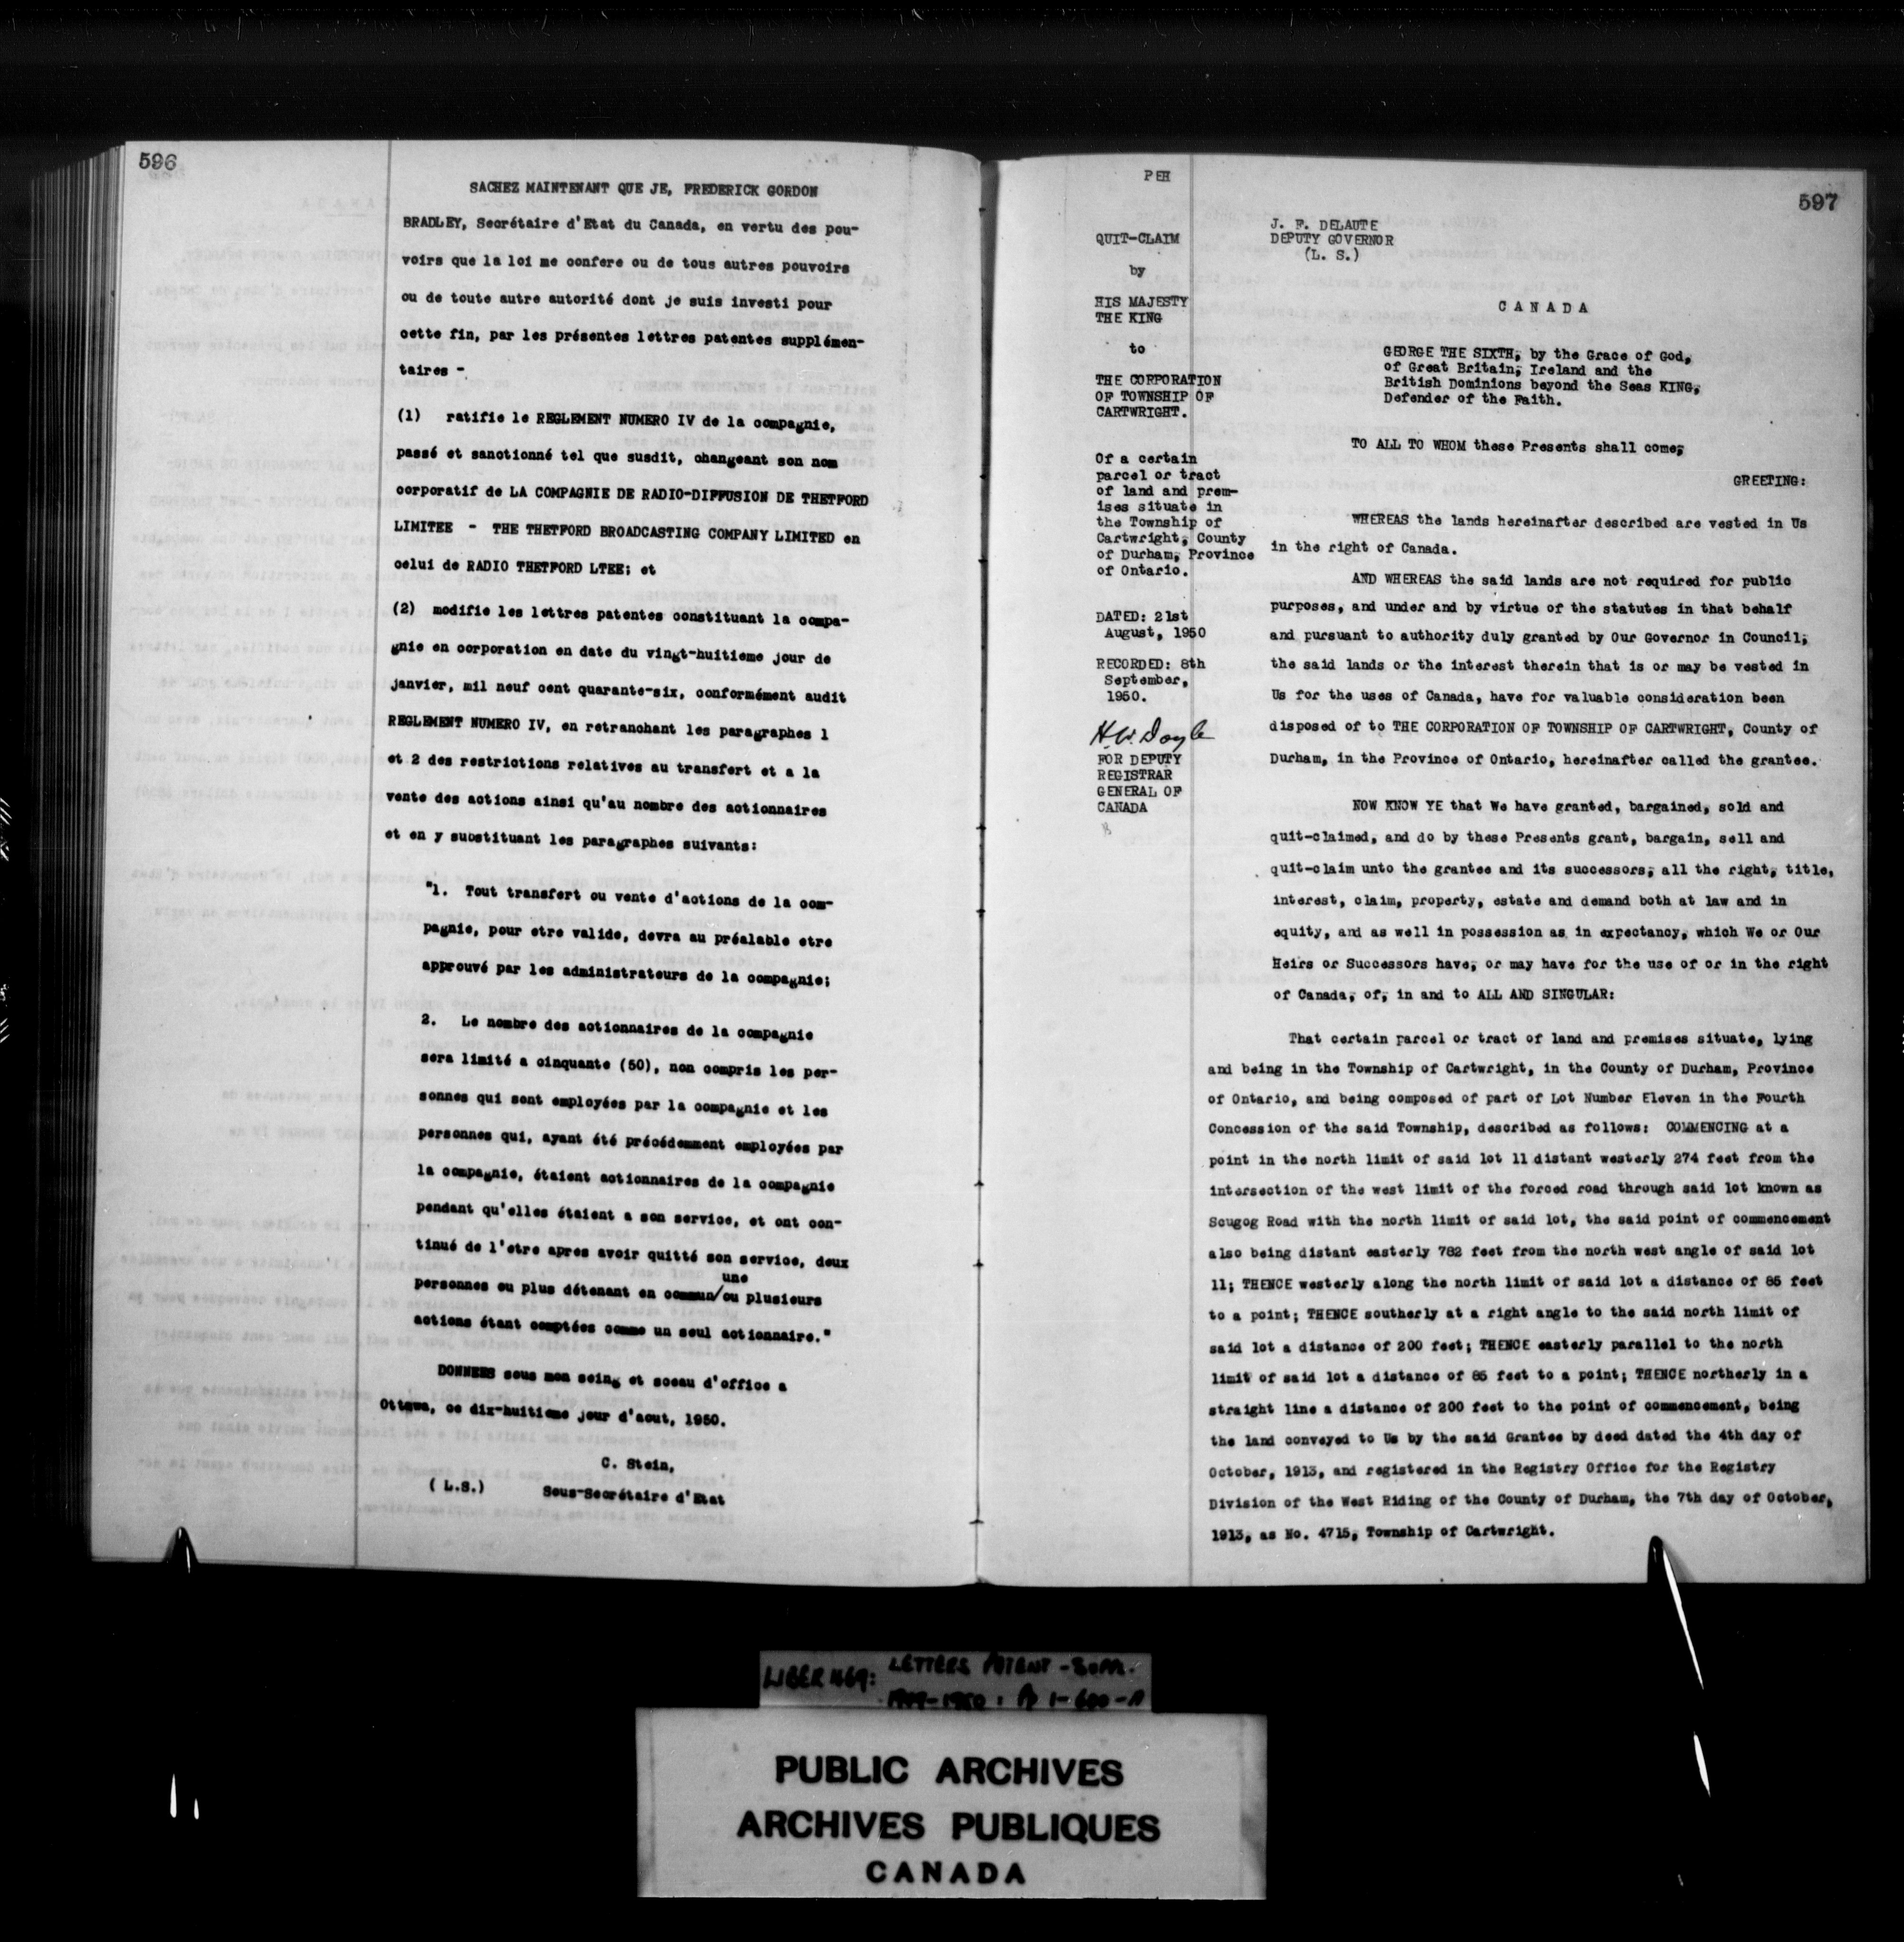 596
SACHEZ MAINTENANT QUE JE, FREDERICK GORDON
BRADLEY, Secrétaire d'Etat du Canada, en vertu des pou-
voirs que la loi me confere ou de tous autres pouvoirs
ou de toute autre autorité dont je suis investi pour
cette fin, par les présentes lettres patentes supplémen-
taires -
(1) ratifie le REGLEMENT NUMERO IV de la compagnie,
passé et sanctionné tel que susdit, changeant son nom
corporatif de LA COMPAGNIE DE RADIO-DIFFUSION DE THETFORD
LIMITEE - THE THETFORD BROADCASTING COMPANY LIMITED en
celui de RADIO THETFORD LTEE; et
(2) modifie les lettres patentes constituant la compa-
gnie en corporation en date du vingt-huitieme jour de
janvier, mil neuf cent quarante-six, conformément audit
REGLEMENT NUMERO IV, en retranchant les paragraphes 1
et 2 des restrictions relatives au transfert et a la
vente des actions ainsi qu'au nombre des actionnaires
et en y substituant les paragraphes suivants:
"1. Tout transfert ou vente d'actions de la com-
pagnie, pour etre valide, devra au préalable etre
approuvé par les administrateurs de la compagnie;
2. Le nombre des actionnaires de la compagnie
sera limité a cinquante (50), non compris les per-
sonnes qui sont employées par la compagnie et les
personnes qui, ayant été précédemment employées par
la compagnie, étaient actionnaires de la compagnie
pendant qu'elles étaient a son service, et ont con-
tinué de l'etre apres avoir quitté son service, deux
une
personnes ou plus détenant en commun/ou plusieurs
actions étant comptées comme un seul actionnaire."
DONNEES sous mon seing et sceau d'office a
Ottawa, ce dix-huitieme jour d'aout, 1950.
C. Stein,
(L.S.) Sous-Secrétaire d'Etat
PEH
597
QUIT-CLAIM
by
HIS MAJESTY
THE KING
to
THE CORPORATION
OF TOWNSHIP OF
CARTWRIGHT.
Of a certain
parcel or tract
of land and prem-
ises situate in
the Township of
Cartwright, County
of Durham, Province
of Ontario.
DATED: 21st
August, 1950
RECORDED: 8th
September,
1950.
H.W. Doyle
FOR DEPUTY
REGISTRAR
GENERAL OF
CANADA
J. F. DELAUTE
DEPUTY GOVERNOR
(L. S.)
CANADA
GEORGE THE SIXTH, by the Grace of God,
of Great Britain, Ireland and the
British Dominions beyond the Seas KING,
Defender of the Faith.
TO ALL TO WHOM these Presents shall come,
GREETING:
WHEREAS the lands hereinafter described are vested in Us
in the right of Canada.
AND WHEREAS the said lands are not required for public
purposes, and under and by virtue of the statutes in that behalf
and pursuant to authority duly granted by Our Governor in Council,
the said lands or the interest therein that is or may be vested in
Us for the uses of Canada, have for valuable consideration been
disposed of to THE CORPORATION OF TOWNSHIP OF CARTWRIGHT, County of
Durham, in the Province of Ontario, hereinafter called the grantee.
NOW KNOW YE that We have granted, bargained, sold and
quit-claimed, and do by these Presents grant, bargain, sell and
quit-claim unto the grantee and its successors, all the right, title,
interest, claim, property, estate and demand both at law and in
equity, and as well in possession as in expectancy, which We or Our
Heirs or Successors have, or may have for the use of or in the right
of Canada, of, in and to ALL AND SINGULAR:
That certain parcel or tract of land and premises situate, lying
and being in the Township of Cartwright, in the County of Durham, Province
of Ontario, and being composed of part of Lot Number Eleven in the Fourth
Concession of the said Township, described as follows: COMMENCING at a
point in the north limit of said lot 11 distant westerly 274 feet from the
intersection of the west limit of the forced road through said lot known as
Scugog Road with the north limit of said lot, the said point of commencement
also being distant easterly 782 feet from the north west angle of said lot
11; THENCE westerly along the north limit of said lot a distance of 85 feet
to a point; THENCE southerly at a right angle to the said north limit of
said lot a distance of 200 feet; THENCE easterly parallel to the north
limit of said lot a distance of 85 feet to a point; THENCE northerly in a
straight line a distance of 200 feet to the point of commencement, being
the land conveyed to Us by the said Grantee by deed dated the 4th day of
October, 1913, and registered in the Registry Office for the Registry
Division of the West Riding of the County of Durham, the 7th day of October,
1913, as No. 4715, Township of Cartwright.
LIBER 469: LETTERS PATENT - SUPP.
1949-1950: 1-600-
PUBLIC ARCHIVES
ARCHIVES PUBLIQUES
CANADA